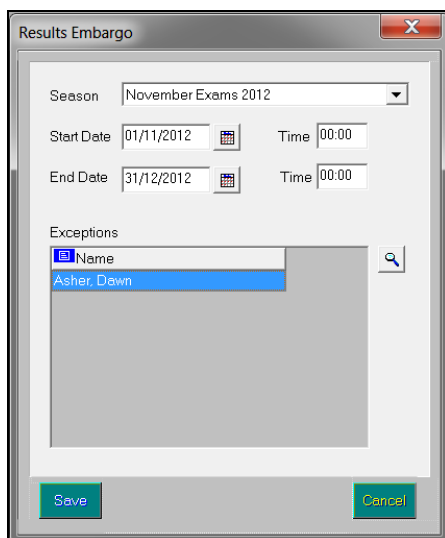 Results Embargo
Season November Exams 2012
Start Date 01/11/2012 Time 00:00
End Date 31/12/2012 Time 00:00
Exceptions
Name
Asher, Dawn
Save Cancel